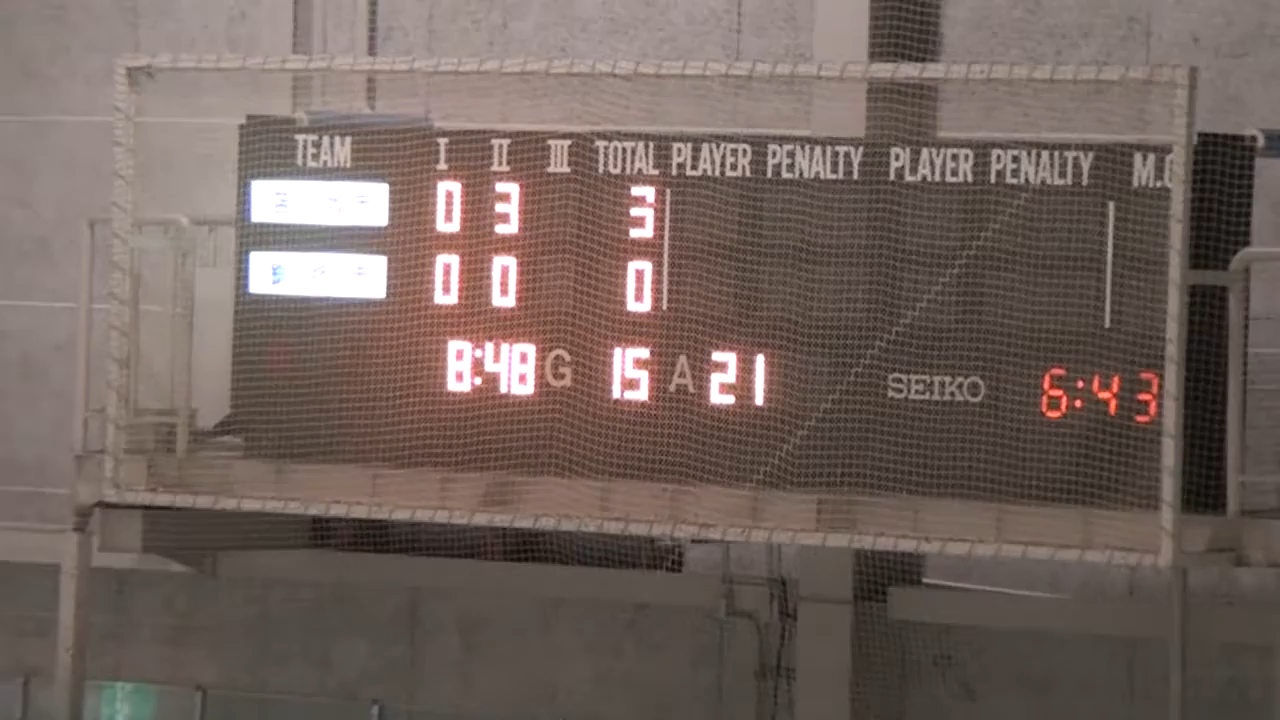 TEAM I II III TOTAL PLAYER PENALTY PLAYER PENALTY M.C
0 3 3
0 0 0
8:48 G 15 A 21 SEIKO 6:43